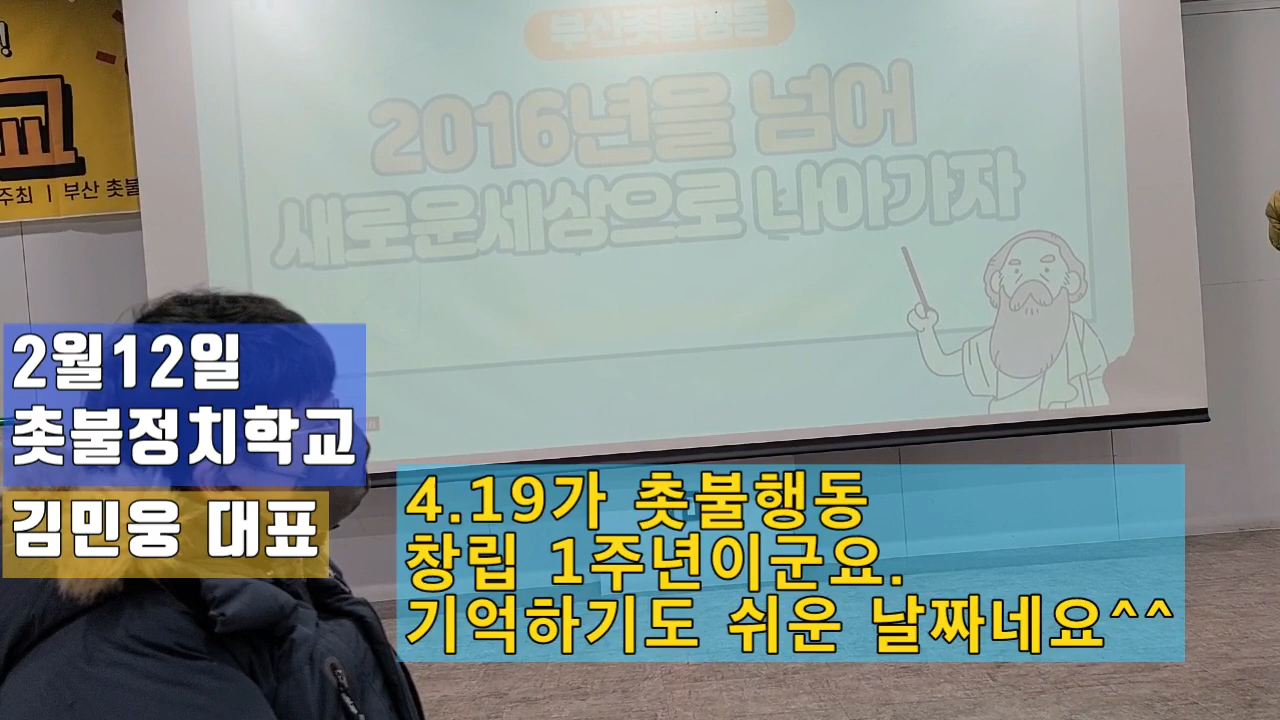 부산촛불행동
2016년을 넘어
새로운세상으로 나아가자
주최 ㅣ 부산 촛불
2월12일
촛불정치학교
김민웅 대표
4.19가 촛불행동
창립 1주년이군요.
기억하기도 쉬운 날짜네요^^